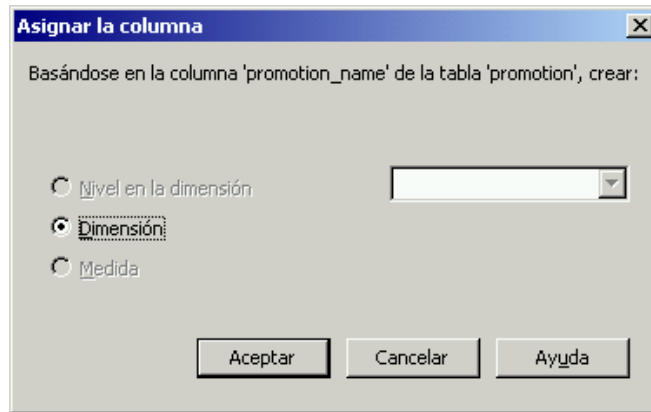 Asignar la columna
Basándose en la columna 'promotion_name' de la tabla 'promotion', crear:
Nivel en la dimensión
Dimensión
Medida
Aceptar Cancelar Ayuda